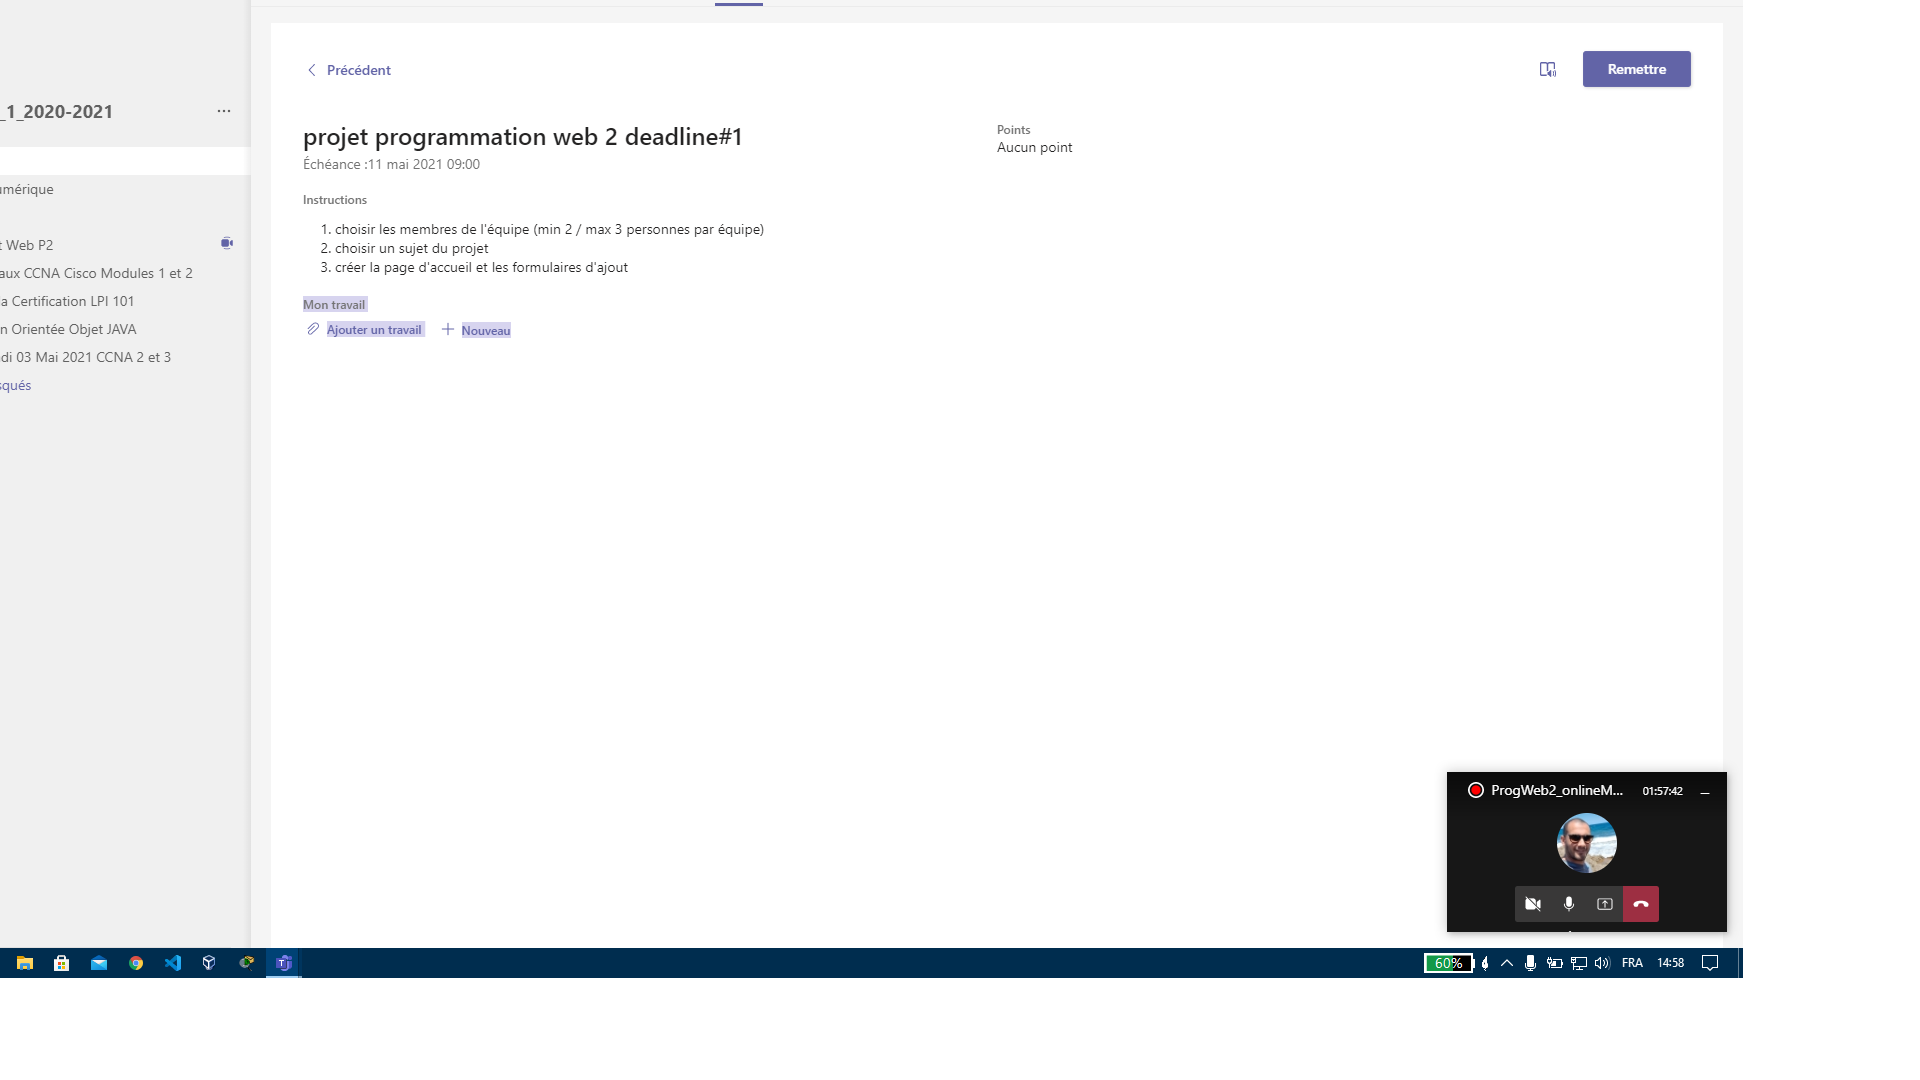 Précédent
Remettre
_1_2020-2021
...
projet programmation web 2 deadline#1
Échéance :11 mai 2021 09:00
Points
Aucun point
umérique
Instructions
1. choisir les membres de l'équipe (min 2 / max 3 personnes par équipe)
2. choisir un sujet du projet
3. créer la page d'accueil et les formulaires d'ajout
t Web P2
aux CCNA Cisco Modules 1 et 2
a Certification LPI 101
n Orientée Objet JAVA
di 03 Mai 2021 CCNA 2 et 3
squés
Mon travail
Ajouter un travail
Nouveau
ProgWeb2_onlineM...
01:57:42
60%
FRA
14:58